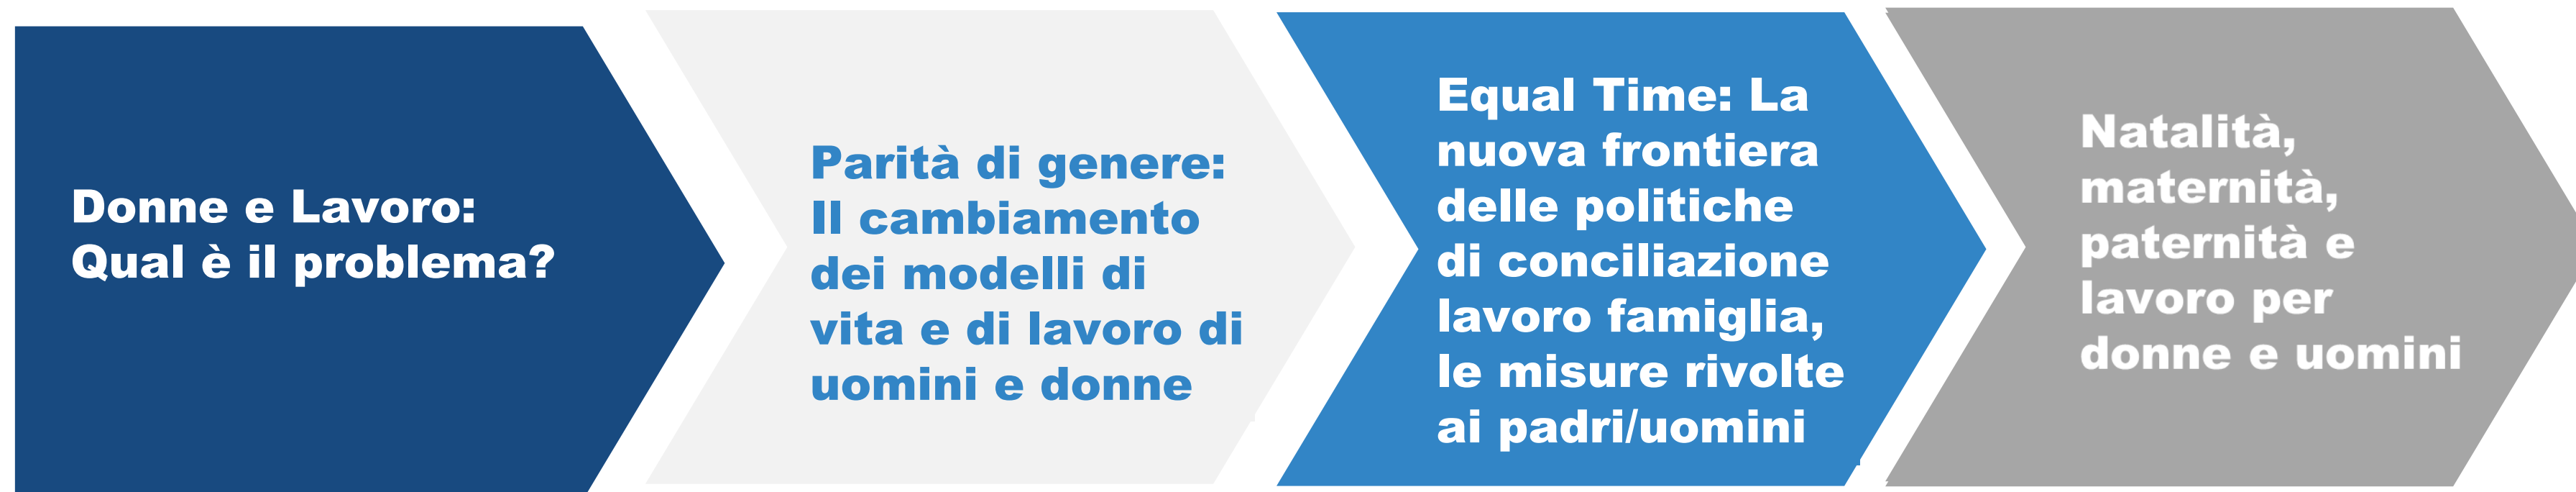 Donne e Lavoro:
Qual è il problema?
Parità di genere:
Il cambiamento
dei modelli di
vita e di lavoro di
uomini e donne
Equal Time: La
nuova frontiera
delle politiche
di conciliazione
lavoro famiglia,
le misure rivolte
ai padri/uomini
Natalità,
maternità,
paternità e
lavoro per
donne e uomini